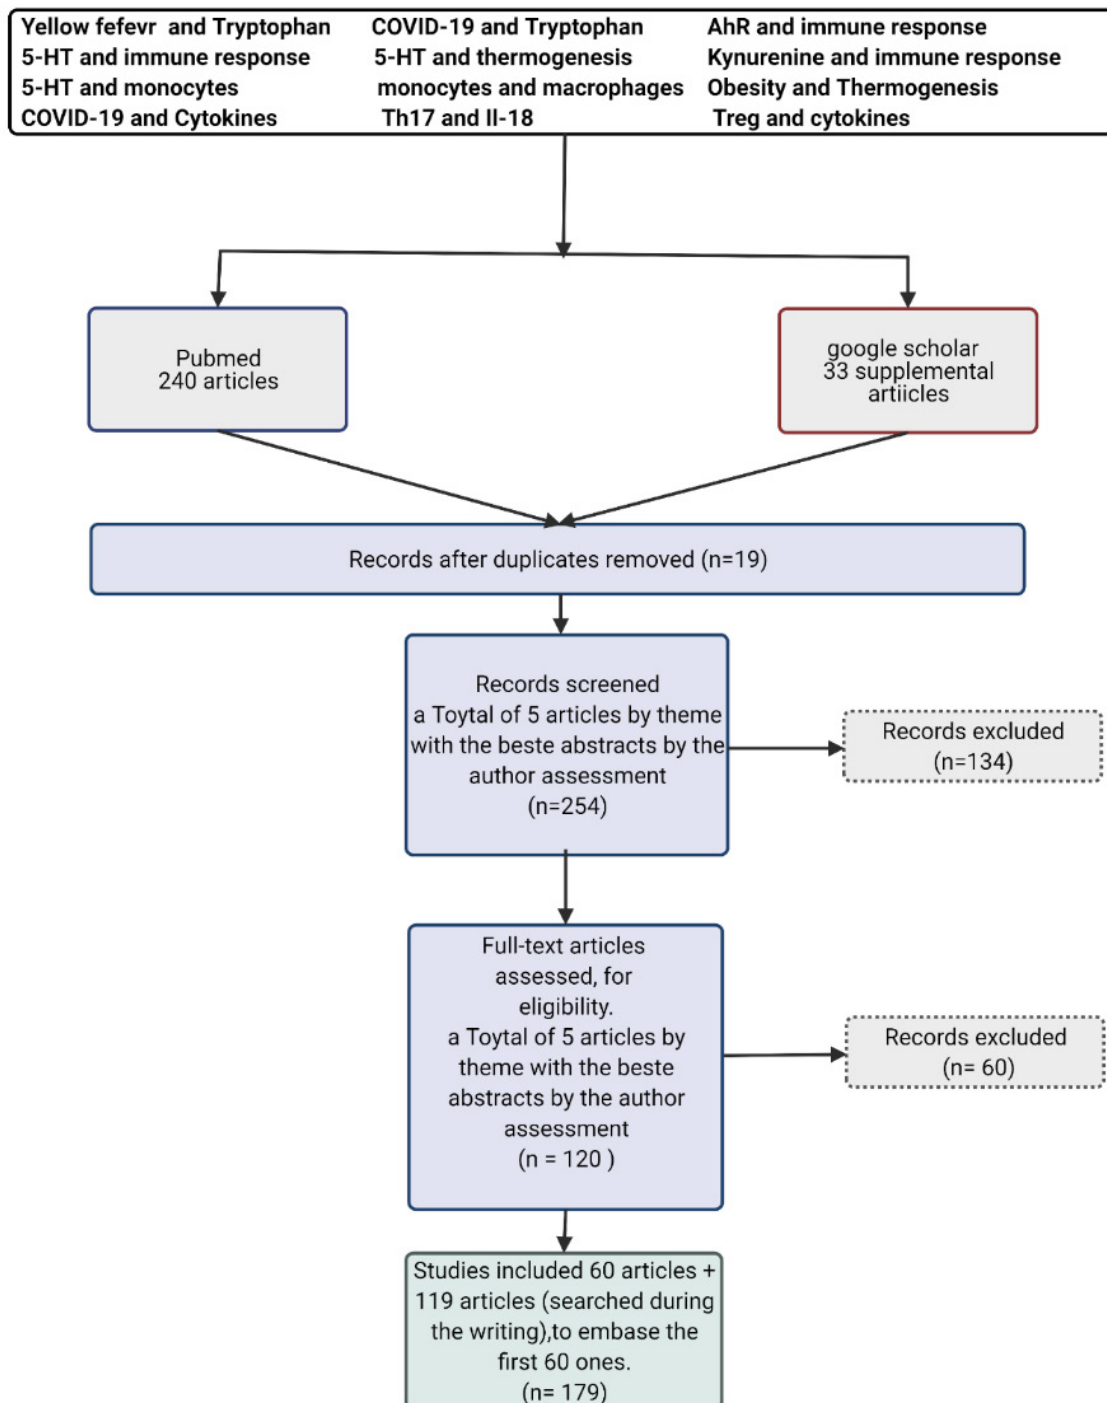 Yellow fefevr and Tryptophan COVID-19 and Tryptophan AhR and immune response
5-HT and immune response 5-HT and thermogenesis Kynurenine and immune response
5-HT and monocytes monocytes and macrophages Obesity and Thermogenesis
COVID-19 and Cytokines Th17 and Il-18 Treg and cytokines
Pubmed
240 articles
google scholar
33 supplemental
artiicles
Records after duplicates removed (n=19)
Records screened
a Toytal of 5 articles by theme
with the beste abstracts by the
author assessment
(n=254)
Records excluded
(n=134)
Full-text articles
assessed, for
eligibility.
a Toytal of 5 articles by
theme with the beste
abstracts by the author
assessment
(n = 120 )
Records excluded
(n= 60)
Studies included 60 articles +
119 articles (searched during
the writing),to embase the
first 60 ones.
(n= 179)